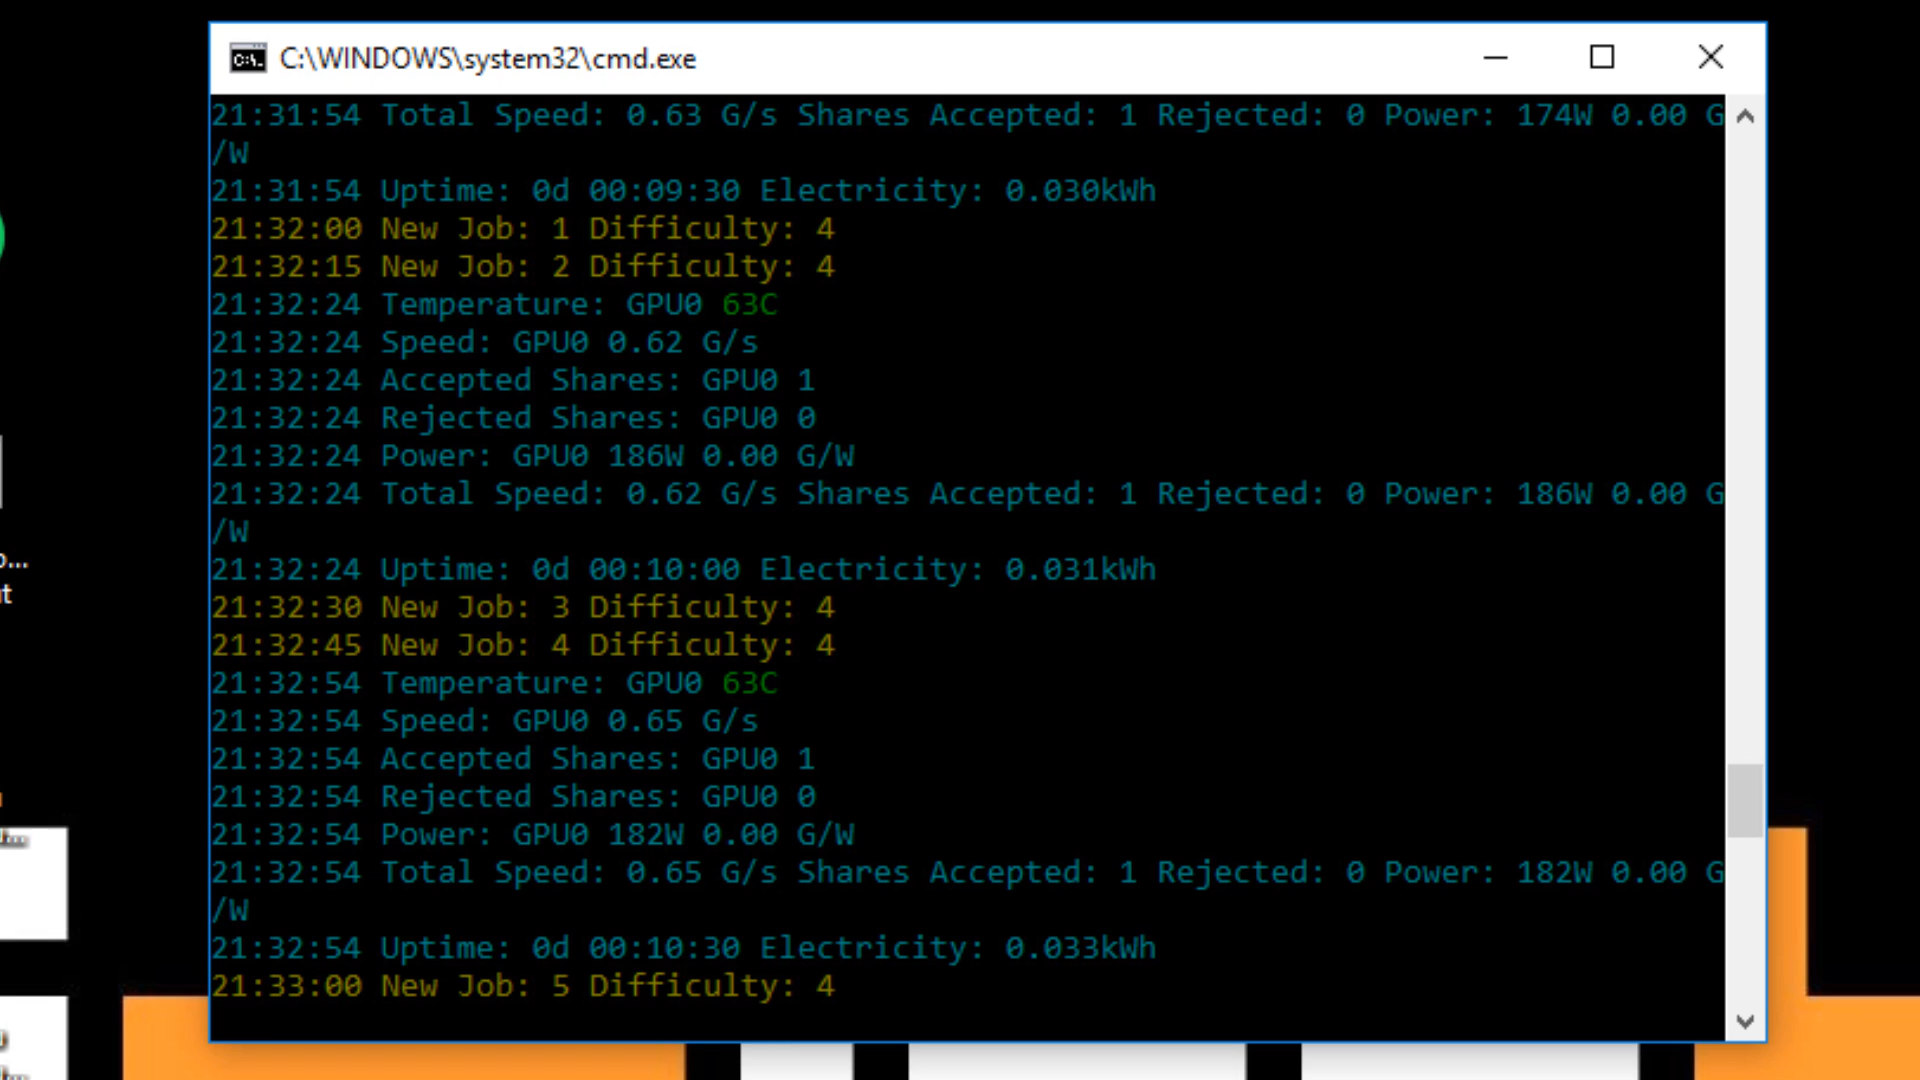 C:\WINDOWS\system32\cmd.exe
21:31:54 Total Speed: 0.63 G/s Shares Accepted: 1 Rejected: 0 Power: 174W 0.00 G
/W
21:31:54 Uptime: 0d 00:09:30 Electricity: 0.030kWh
21:32:00 New Job: 1 Difficulty: 4
21:32:15 New Job: 2 Difficulty: 4
21:32:24 Temperature: GPU0 63C
21:32:24 Speed: GPU0 0.62 G/s
21:32:24 Accepted Shares: GPU0 1
21:32:24 Rejected Shares: GPU0 0
21:32:24 Power: GPU0 186W 0.00 G/W
21:32:24 Total Speed: 0.62 G/s Shares Accepted: 1 Rejected: 0 Power: 186W 0.00 G
/W
21:32:24 Uptime: 0d 00:10:00 Electricity: 0.031kWh
21:32:30 New Job: 3 Difficulty: 4
21:32:45 New Job: 4 Difficulty: 4
21:32:54 Temperature: GPU0 63C
21:32:54 Speed: GPU0 0.65 G/s
21:32:54 Accepted Shares: GPU0 1
21:32:54 Rejected Shares: GPU0 0
21:32:54 Power: GPU0 182W 0.00 G/W
21:32:54 Total Speed: 0.65 G/s Shares Accepted: 1 Rejected: 0 Power: 182W 0.00 G
/W
21:32:54 Uptime: 0d 00:10:30 Electricity: 0.033kWh
21:33:00 New Job: 5 Difficulty: 4